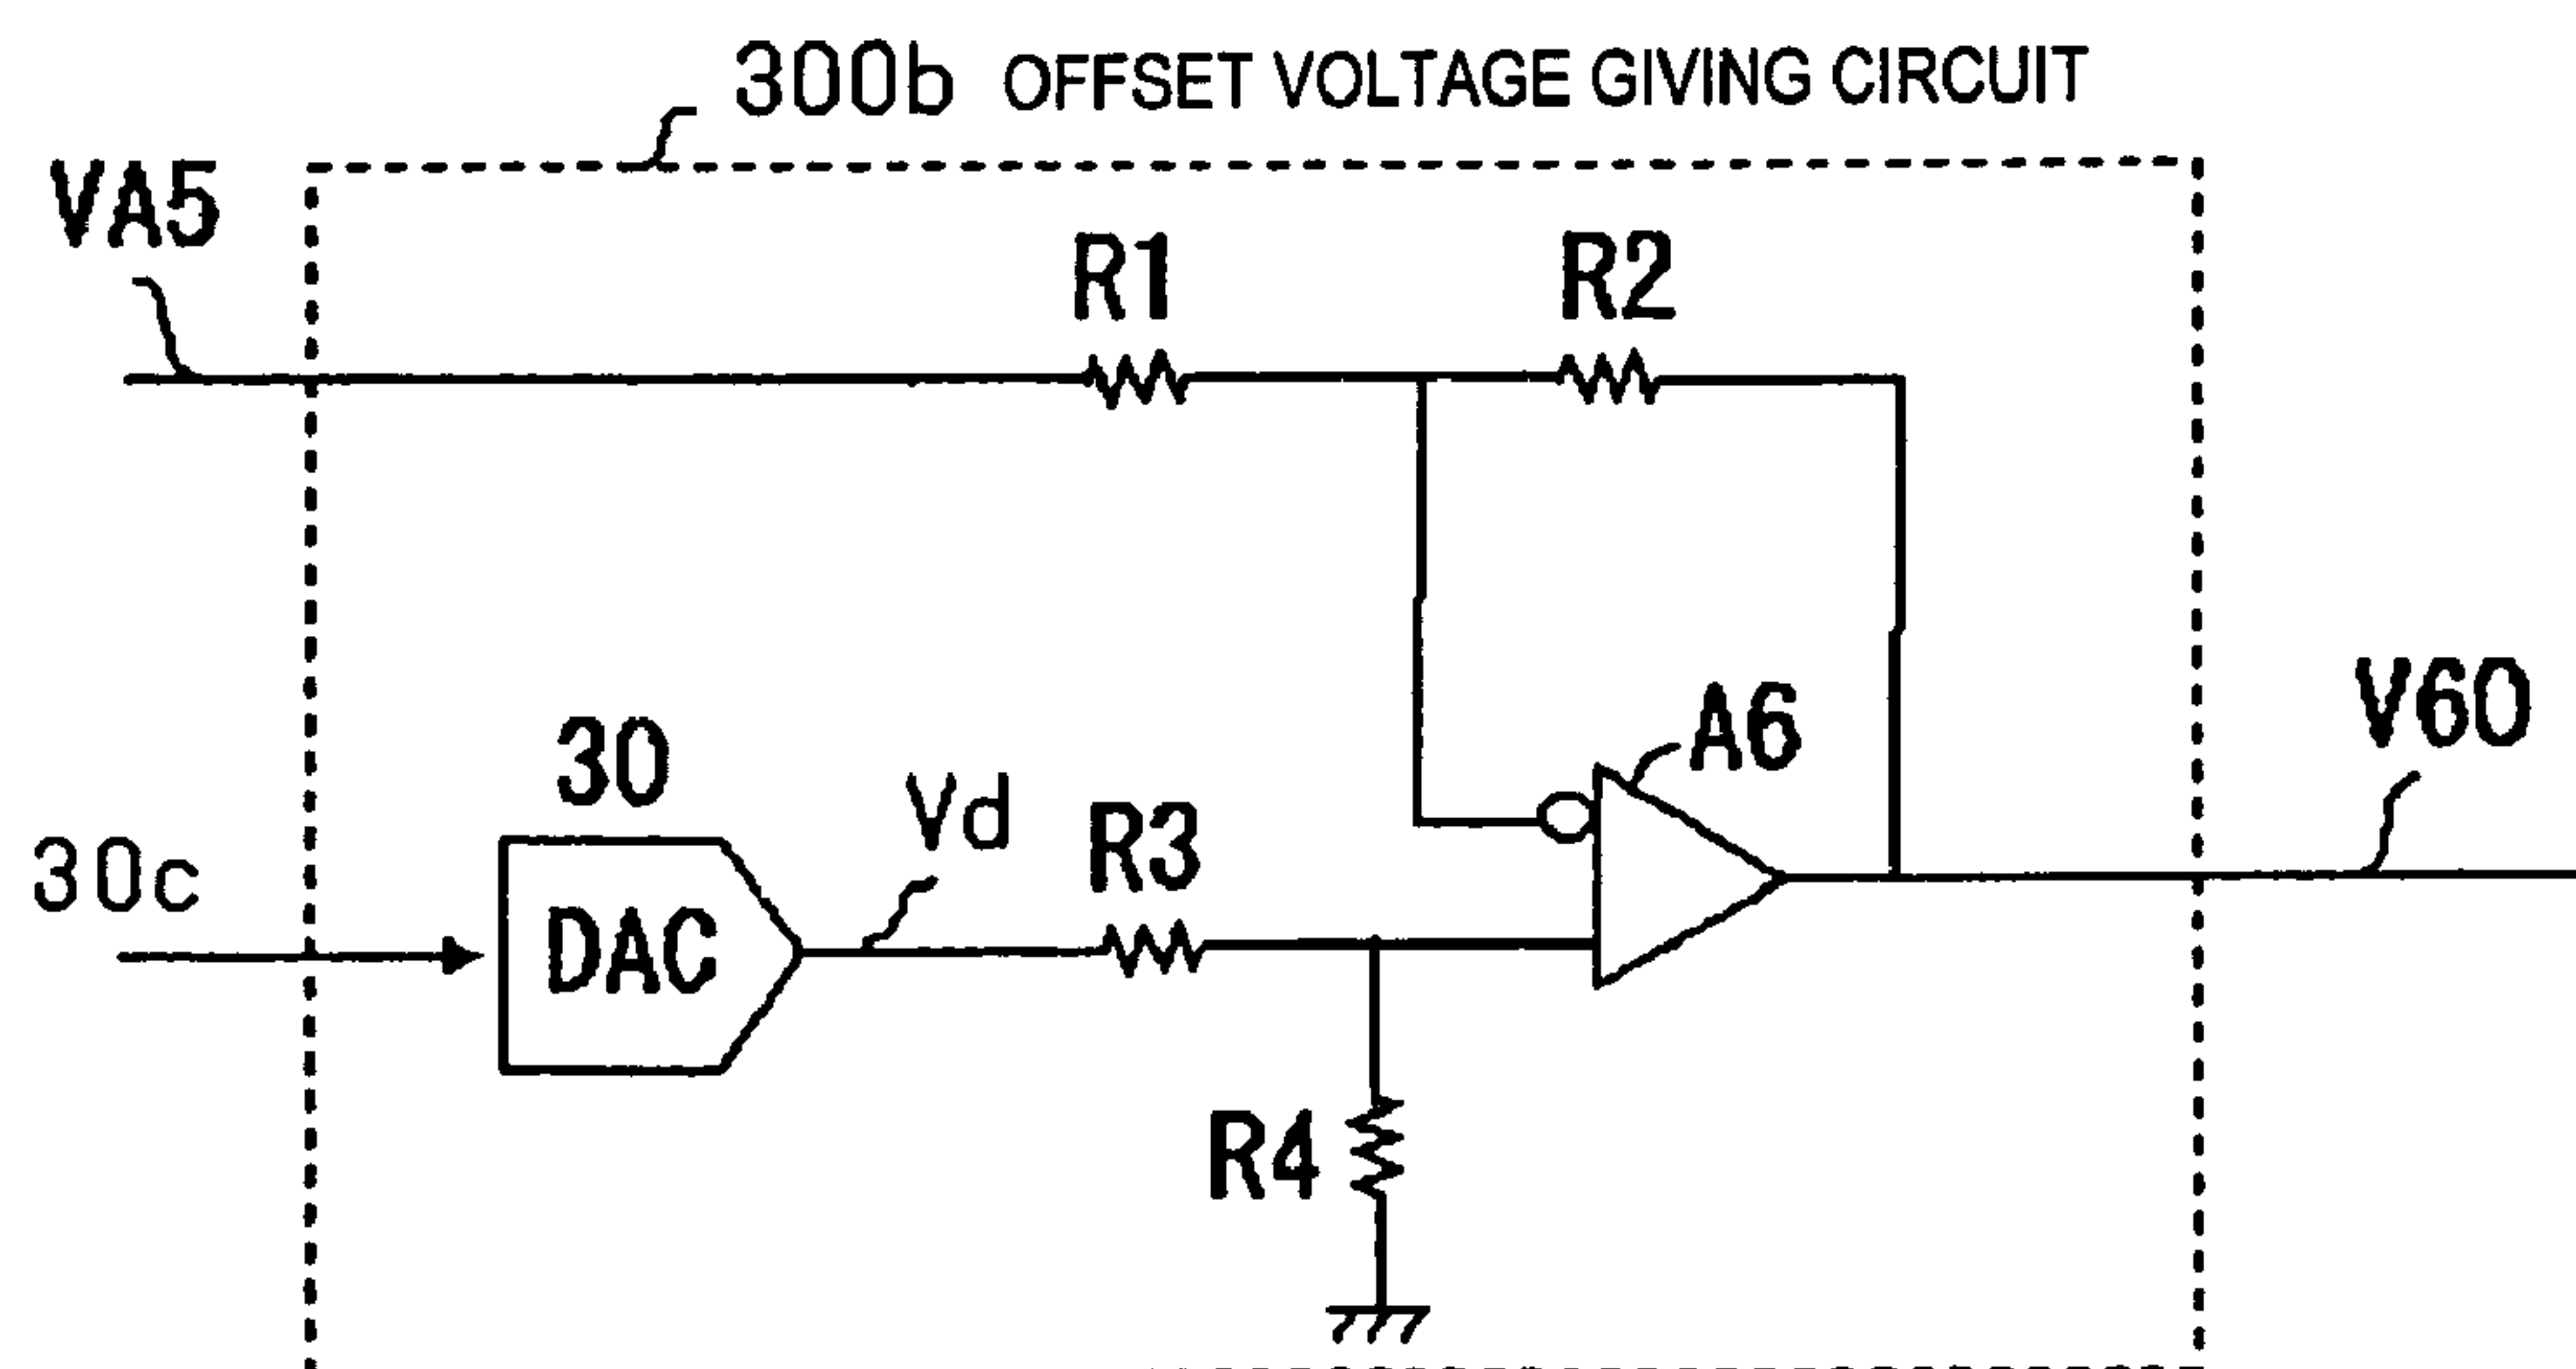 300b OFFSET VOLTAGE GIVING CIRCUIT
VA5
R1
R2
A6
V60
30
Vd
R3
30c
DAC
R4